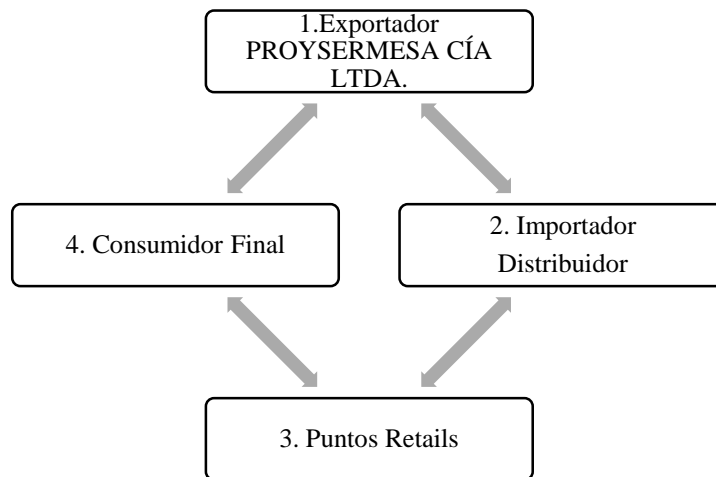 1.Exportador
PROYSERMESA CÍA
LTDA.
4. Consumidor Final
2. Importador
Distribuidor
3. Puntos Retails